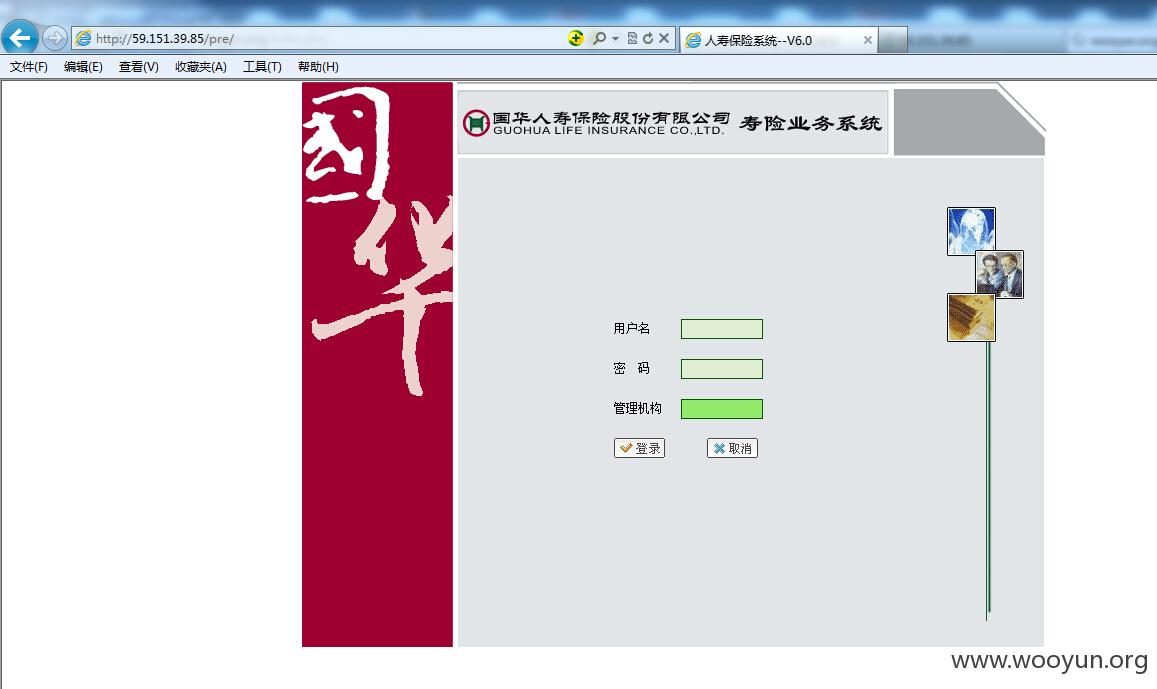 http://59.151.39.85/pre/
人寿保险系统--V6.0
文件(F) 编辑(E) 查看(V) 收藏夹(A) 工具(T) 帮助(H)
國華
国华人寿保险股份有限公司 寿险业务系统
GUOHUA LIFE INSURANCE CO.,LTD.
用户名
密 码
管理机构
登录 取消
www.wooyun.org